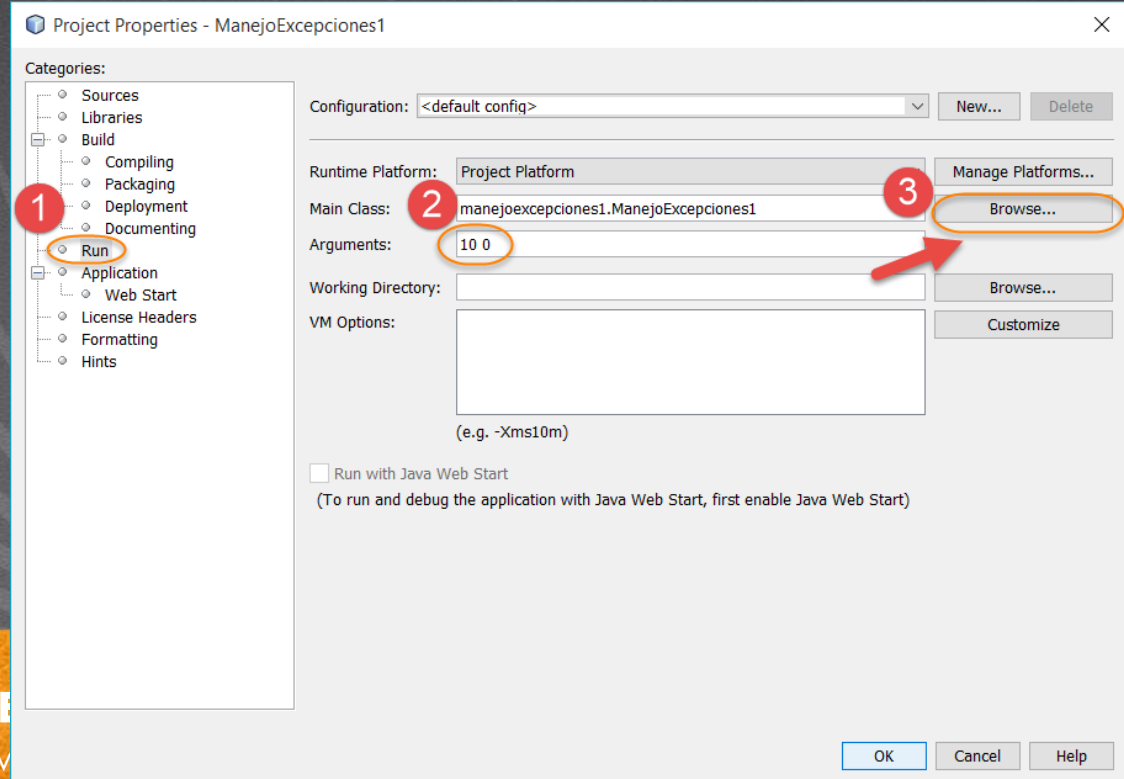 Project Properties - ManejoExcepciones1
Categories:
Sources
Libraries
Build
Compiling
Packaging
Deployment
Documenting
Run
Application
Web Start
License Headers
Formatting
Hints
1
Configuration: <default config> New... Delete
Runtime Platform: Project Platform Manage Platforms...
2
3
Main Class: manejoexcepciones1.ManejoExcepciones1 Browse...
Arguments: 10 0
Working Directory: Browse...
VM Options: Customize
(e.g. -Xms10m)
Run with Java Web Start
(To run and debug the application with Java Web Start, first enable Java Web Start)
OK Cancel Help